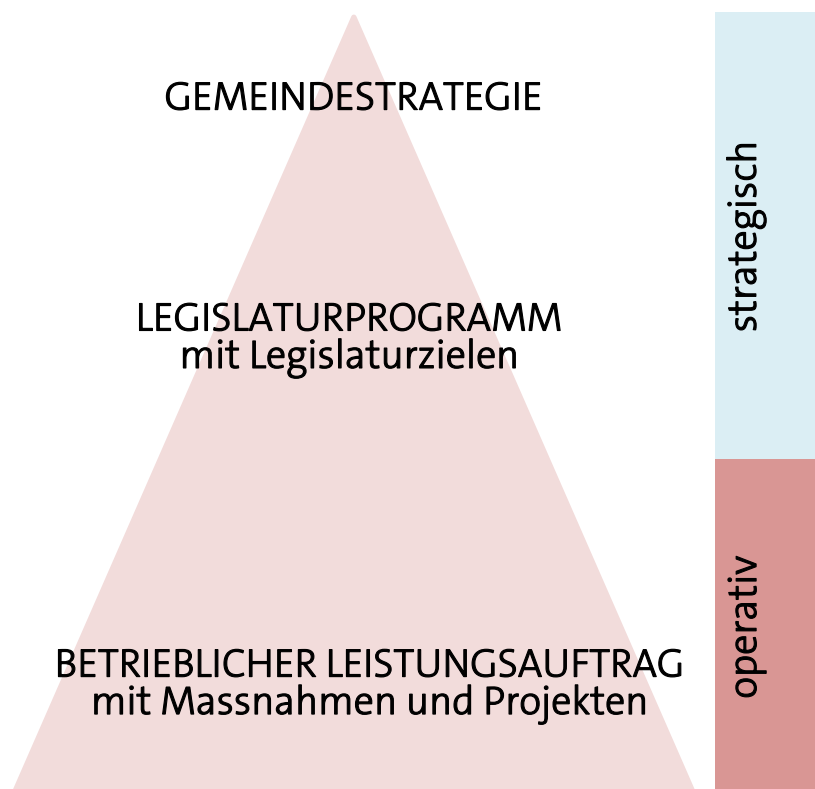 GEMEINDESTRATEGIE
LEGISLATURPROGRAMM
mit Legislaturzielen
BETRIEBLICHER LEISTUNGSAUFTRAG
mit Massnahmen und Projekten
strategisch
operativ